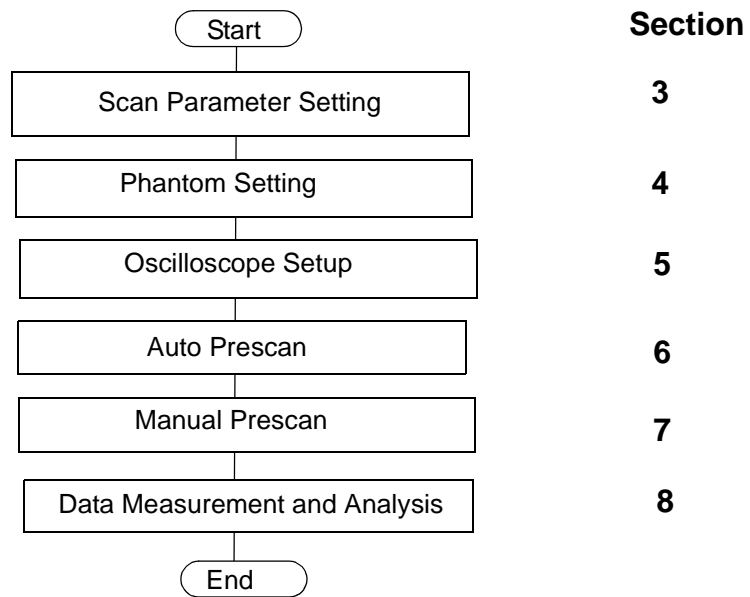 Start Section
Scan Parameter Setting 3
Phantom Setting 4
Oscilloscope Setup 5
Auto Prescan 6
Manual Prescan 7
Data Measurement and Analysis 8
End